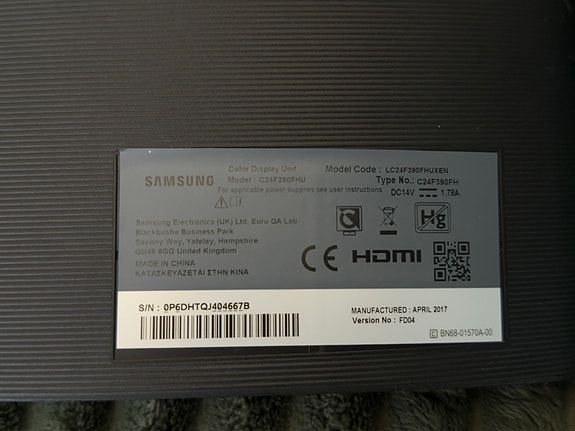 SAMSUNG
Color Display Unit
Model : C24F390FHU
For applicable power supplies see user instructions
Model Code : LC24F390FHUXEN
Type No.: C24F390FH
DC14V ⎓ 1.78A
Samsung Electronics (UK) Ltd, Euro QA Lab
Blackbushe Business Park
Saxony Way, Yateley, Hampshire
GU46 6GG United Kingdom
MADE IN CHINA
ΚΑΤΑΣΚΕΥΑΖΕΤΑΙ ΣΤΗΝ ΚΙΝΑ
Hg
CE HDMI
S/N : 0P6DHTQJ404667B
MANUFACTURED : APRIL 2017
Version No : FD04
C BN68-01570A-00